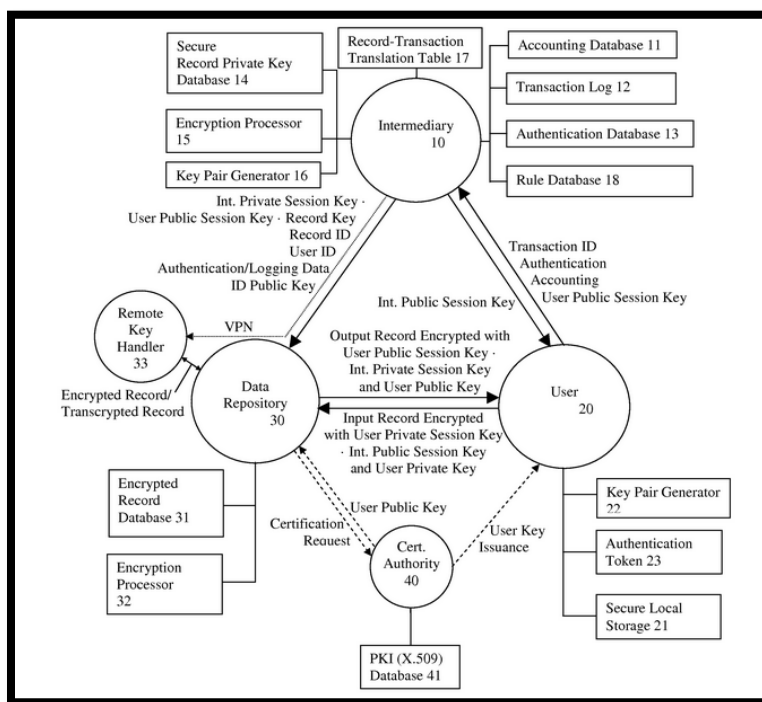 Secure
Record Private Key
Database 14
Record-Transaction
Translation Table 17
Accounting Database 11
Transaction Log 12
Encryption Processor
15
Intermediary
10
Authentication Database 13
Key Pair Generator 16
Rule Database 18
Int. Private Session Key ·
User Public Session Key · Record Key
Record ID
User ID
Authentication/Logging Data
ID Public Key
Transaction ID
Authentication
Accounting
User Public Session Key
Int. Public Session Key
Remote
Key
Handler
33
VPN
Output Record Encrypted with
User Public Session Key ·
Int. Private Session Key
and User Public Key
Encrypted Record/
Transcrypted Record
Data
Repository
30
User
20
Input Record Encrypted
with User Private Session Key
· Int. Public Session Key
and User Private Key
Encrypted
Record
Database 31
User Public Key
Certification
Request
User Key
Issuance
Key Pair Generator
22
Encryption
Processor
32
Cert.
Authority
40
Authentication
Token 23
Secure Local
Storage 21
PKI (X.509)
Database 41